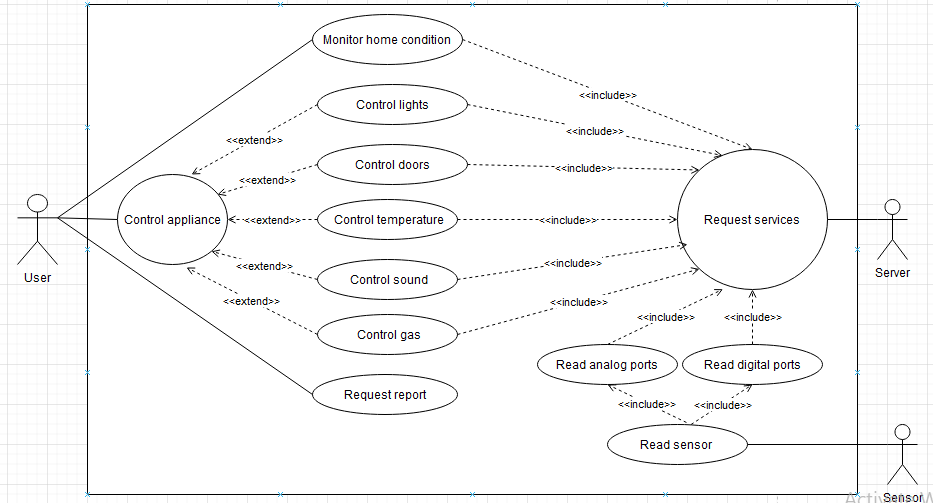 Monitor home condition
<<include>>
Control lights
<<include>>
<<extend>>
Control doors
<<include>>
<<extend>>
Control appliance
<<extend>>
Control temperature
<<include>>
Request services
User
Server
<<extend>>
Control sound
<<include>>
<<extend>>
Control gas
<<include>>
<<include>>
<<include>>
Read analog ports
Read digital ports
Request report
<<include>>
<<include>>
Read sensor
Sensor